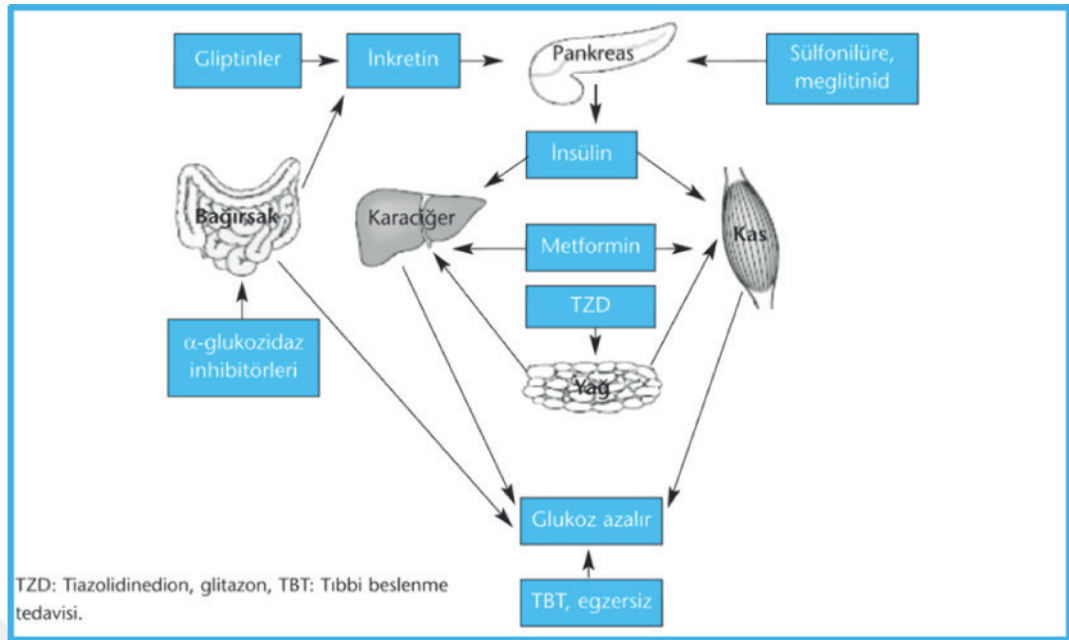 Gliptinler
İnkretin
Pankreas
Sülfonilüre,
meglitinid
İnsülin
Bağırsak
Karaciğer
Kas
Metformin
TZD
α-glukozidaz
inhibitörleri
Yağ
Glukoz azalır
TZD: Tiazolidinedion, glitazon, TBT: Tıbbi beslenme
tedavisi.
TBT, egzersiz